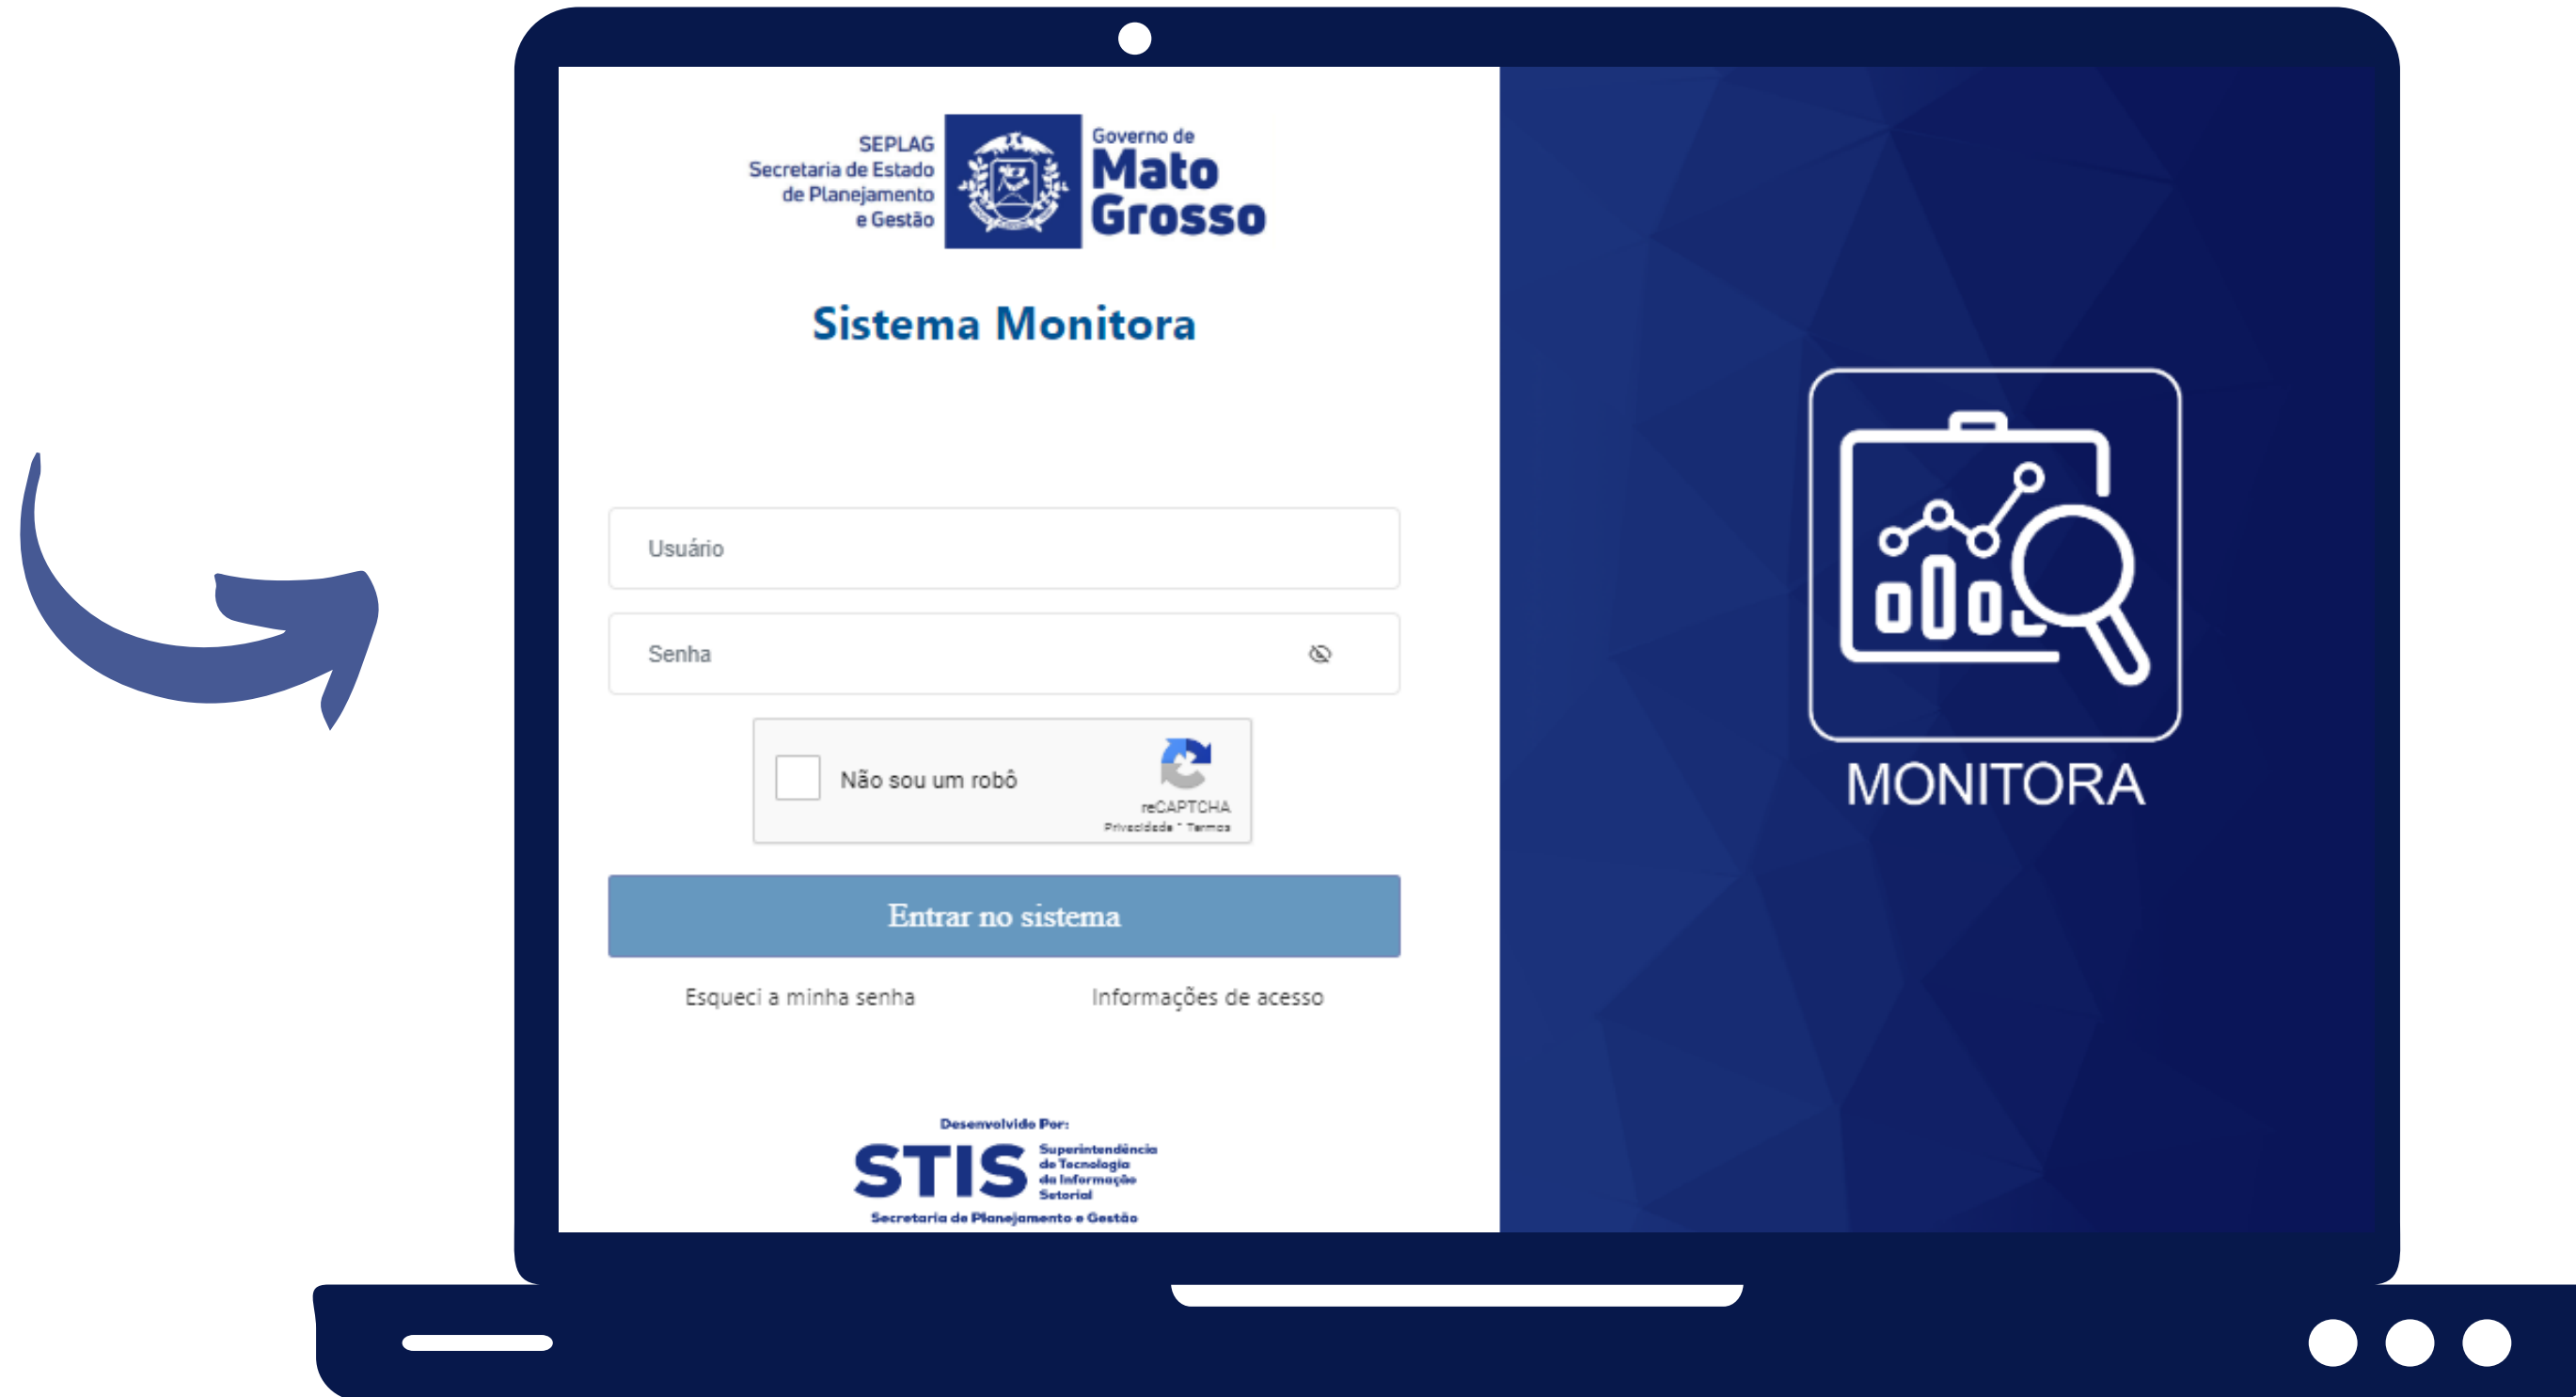 SEPLAG
Secretaria de Estado
de Planejamento
e Gestão
Governo de
Mato
Grosso
Sistema Monitora
Usuário
Senha
Não sou um robô
reCAPTCHA
Privacidade - Termos
Entrar no sistema
Esqueci a minha senha
Informações de acesso
Desenvolvido Por:
STIS
Superintendência
de Tecnologia
da Informação
Setorial
Secretaria de Planejamento e Gestão
MONITORA